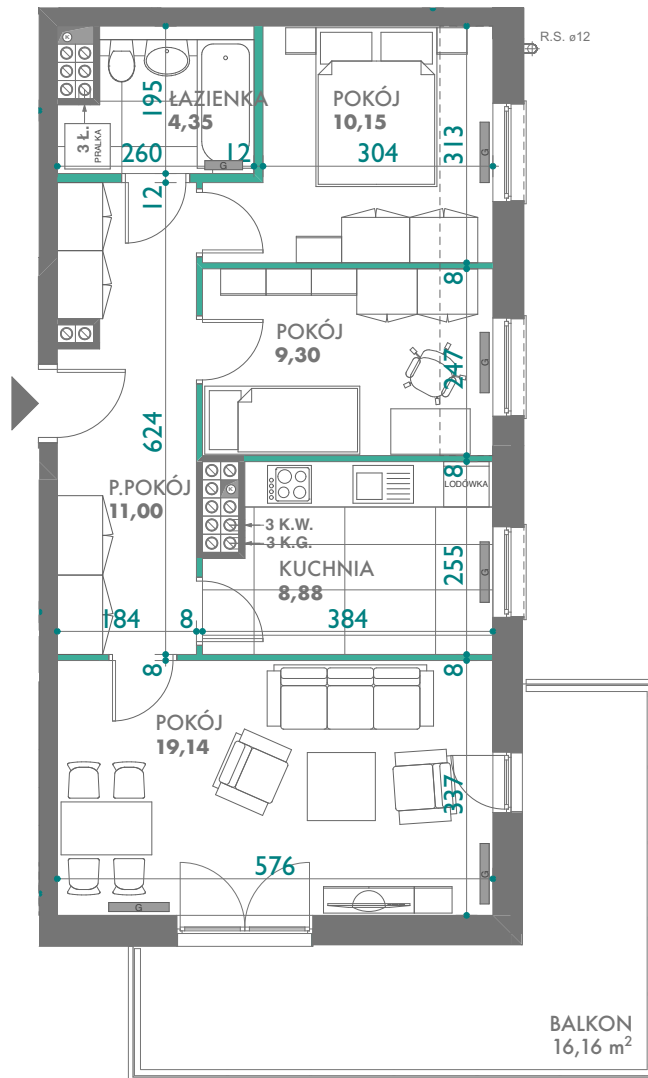 R.S. ø12
K
195
ŁAZIENKA
4,35
POKÓJ
10,15
313
3 Ł.
PRALKA
260
G
12
304
G
12
8
POKÓJ
9,30
247
G
624
8
LODÓWKA
K
P.POKÓJ
11,00
3 K.W.
3 K.G.
KUCHNIA
8,88
255
G
184
8
384
8
8
POKÓJ
19,14
337
576
G
G
BALKON
16,16 m²